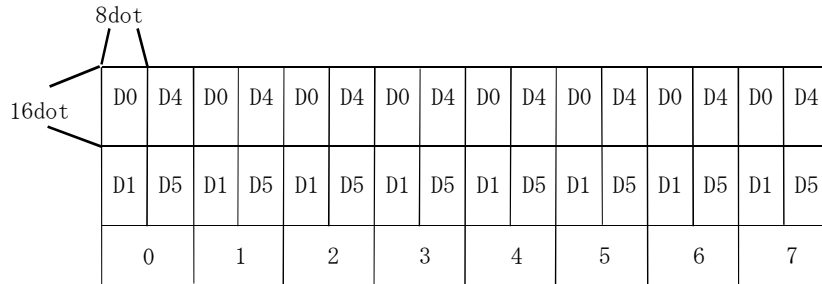 8dot
16dot
D0 D4 D0 D4 D0 D4 D0 D4 D0 D4 D0 D4 D0 D4 D0 D4
D1 D5 D1 D5 D1 D5 D1 D5 D1 D5 D1 D5 D1 D5 D1 D5
0 1 2 3 4 5 6 7